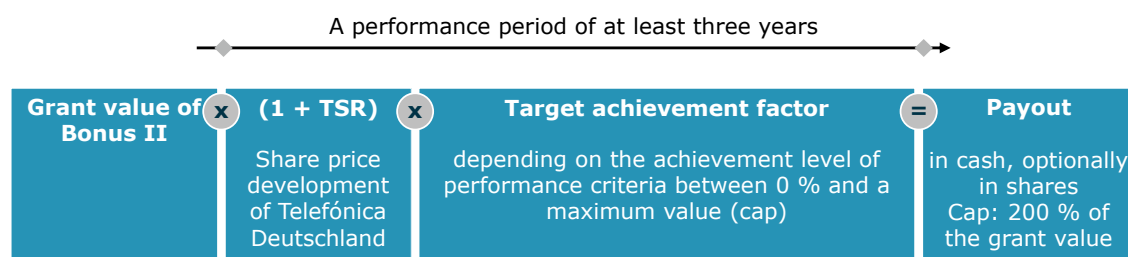 A performance period of at least three years
Grant value of
Bonus II
x
(1 + TSR)
Share price
development
of Telefónica
Deutschland
x
Target achievement factor
depending on the achievement level of
performance criteria between 0 % and a
maximum value (cap)
=
Payout
in cash, optionally
in shares
Cap: 200 % of
the grant value